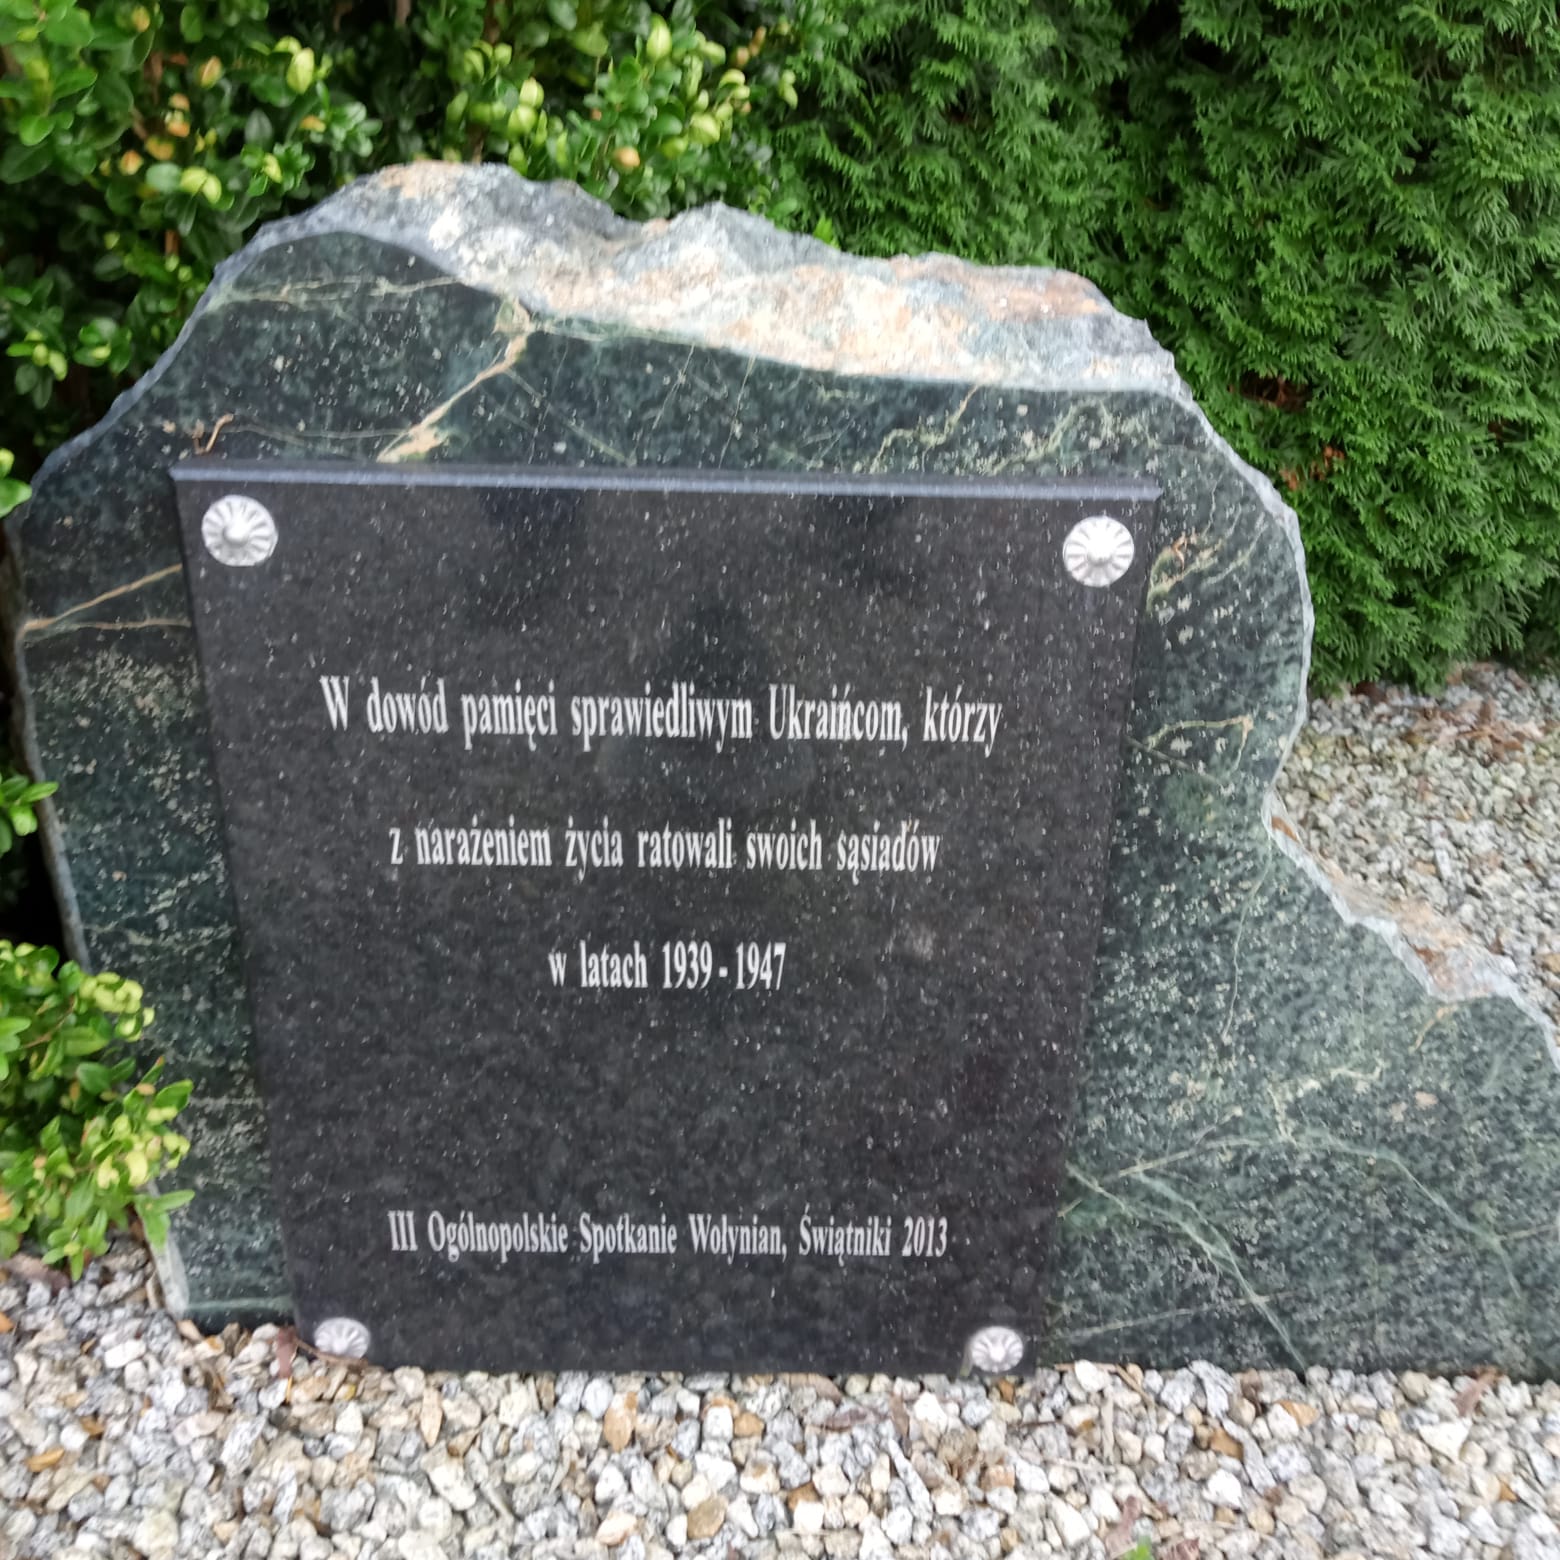 W dowód pamięci sprawiedliwym Ukraińcom, którzy
z narażeniem życia ratowali swoich sąsiadów
w latach 1939 - 1947
III Ogólnopolskie Spotkanie Wołynian, Świątniki 2013